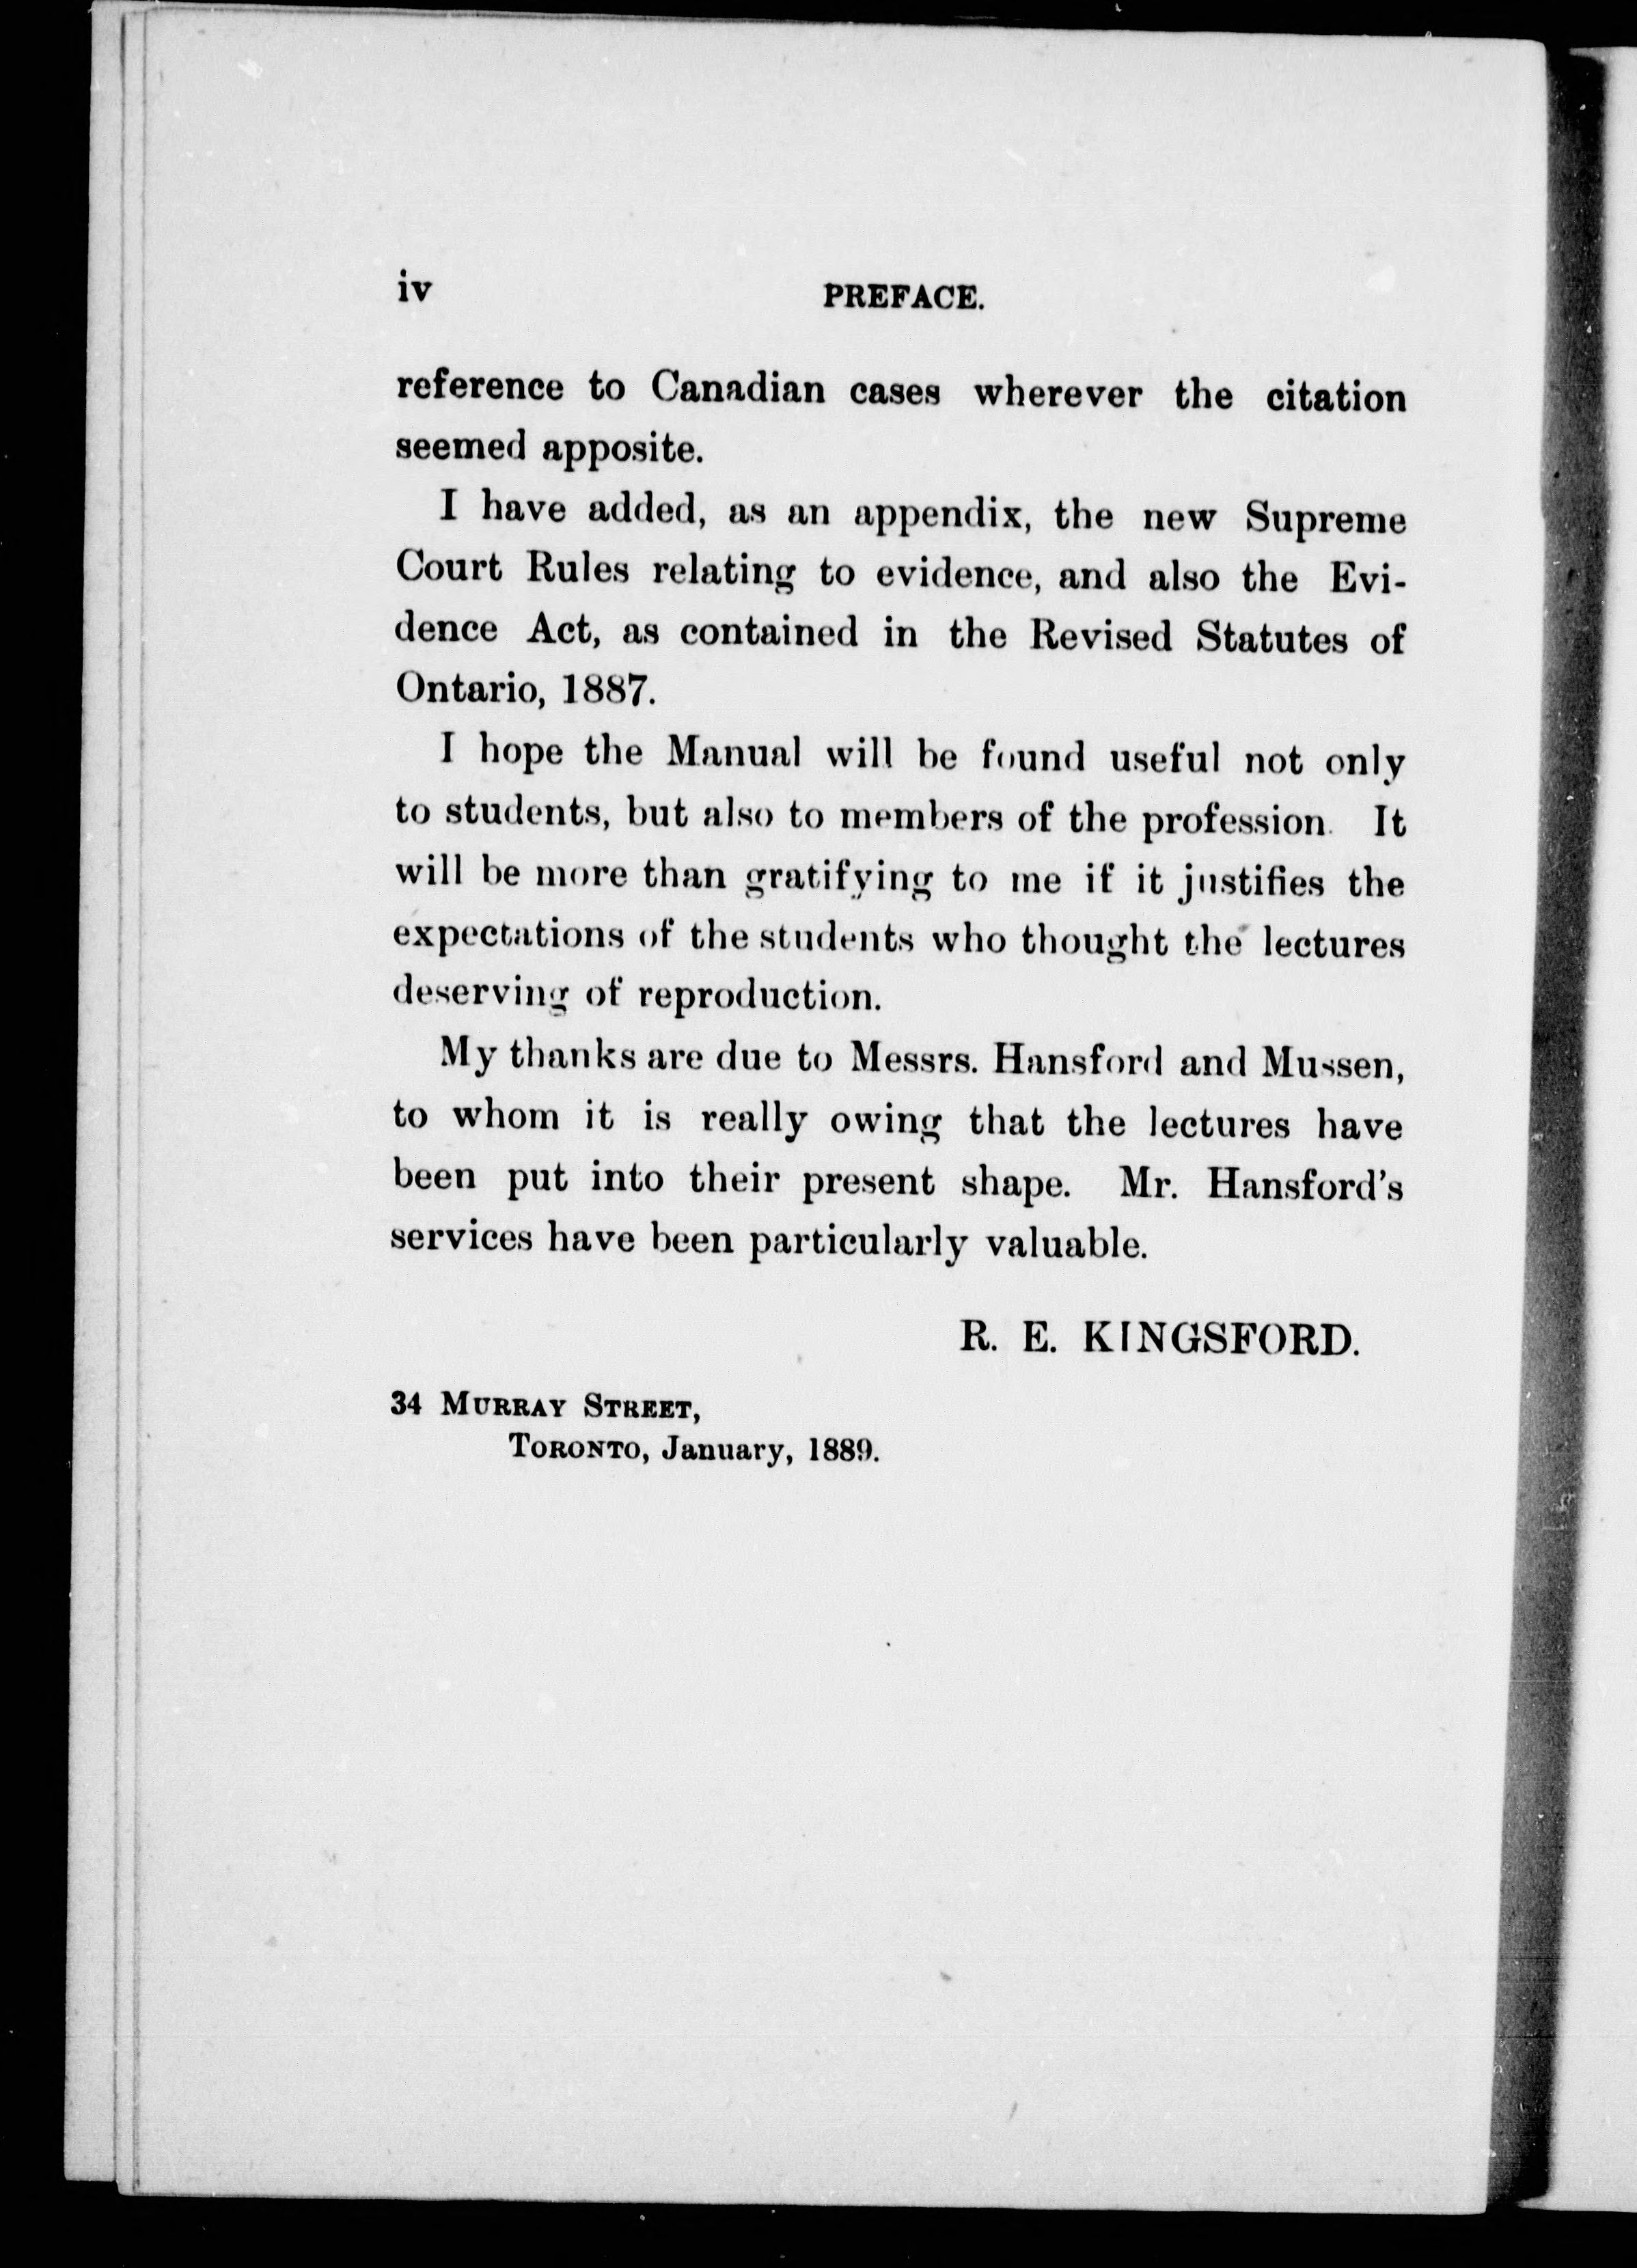 iv PREFACE.
reference to Canadian cases wherever the citation
seemed apposite.
I have added, as an appendix, the new Supreme
Court Rules relating to evidence, and also the Evi-
dence Act, as contained in the Revised Statutes of
Ontario, 1887.
I hope the Manual will be found useful not only
to students, but also to members of the profession. It
will be more than gratifying to me if it justifies the
expectations of the students who thought the lectures
deserving of reproduction.
My thanks are due to Messrs. Hansford and Mussen,
to whom it is really owing that the lectures have
been put into their present shape. Mr. Hansford's
services have been particularly valuable.
R. E. KINGSFORD.
34 MURRAY STREET,
TORONTO, January, 1889.